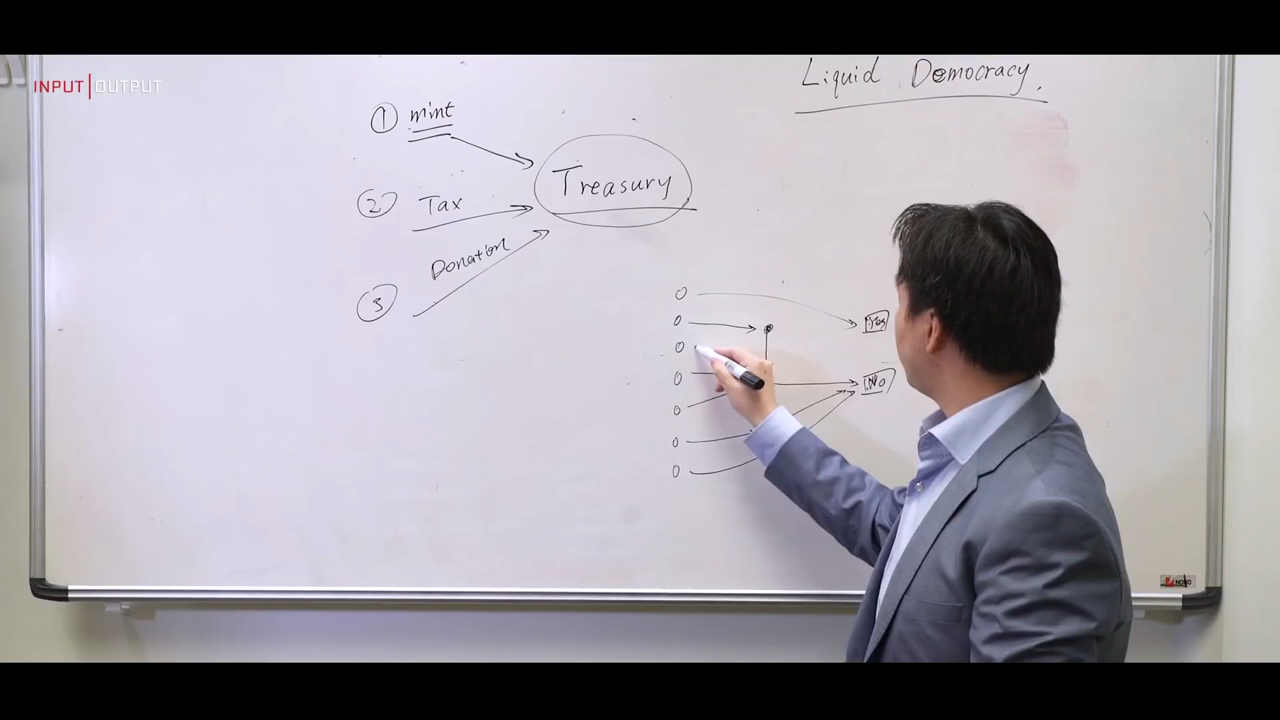 INPUT|OUTPUT
Liquid Democracy.
① mint
Treasury
② Tax
Donation
③
Yes
No